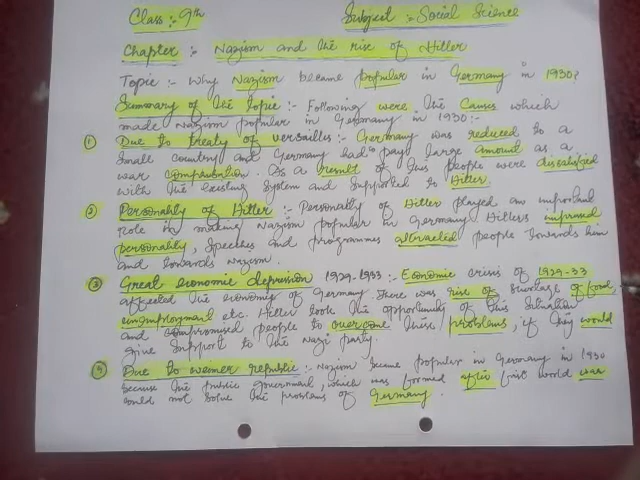 Class :- 9th Subject :- Social Science
Chapter :- Nazism and the rise of Hitler
Topic :- Why Nazism became popular in Germany in 1930?
Summary of the Topic :- Following were the Causes which
made Nazism popular in Germany in 1930 :-
① Due to treaty of versailles :- Germany was reduced to a
small country and Germany had to pay large amount as a
war . As a result of this people were disatisfied
with the existing system and supported to Hitler.
② Personality of Hitler :- Personality of Hitler played an important
role in making Nazism popular in Germany. Hitlers
personality, speeches and programmes attracted people towards him
and towards nazism.
③ Great economic depression 1929-1933 :- Economic crisis of 1929-33
affected the economy of Germany. There was rise of shortage of food,
unemployment etc. Hitler took the opportunity of this situation
and people to overcome these problems, if they would
give support to the Nazi party.
④ Due to weimer republic :- Nazism became popular in Germany in 1930
because the public government, which was formed after first world war
could not solve the problems of Germany.